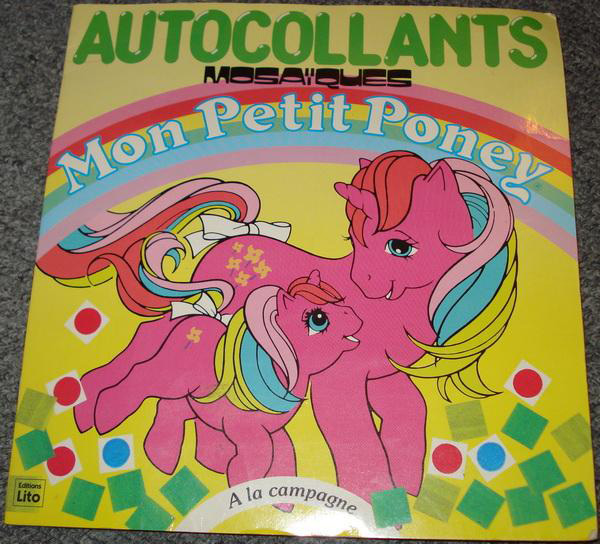 AUTOCOLLANTS
MOSAÏQUES
Mon Petit Poney
A la campagne
Editions
Lito